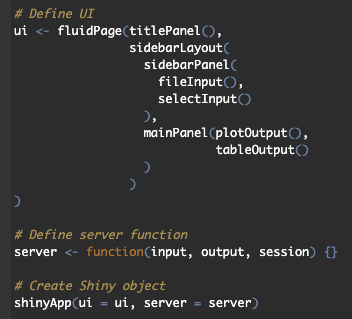 # Define UI
ui <- fluidPage(titlePanel(),
                sidebarLayout(
                  sidebarPanel(
                    fileInput(),
                    selectInput()
                  ),
                  mainPanel(plotOutput(),
                            tableOutput()
                  )
                )
)

# Define server function
server <- function(input, output, session) {}

# Create Shiny object
shinyApp(ui = ui, server = server)